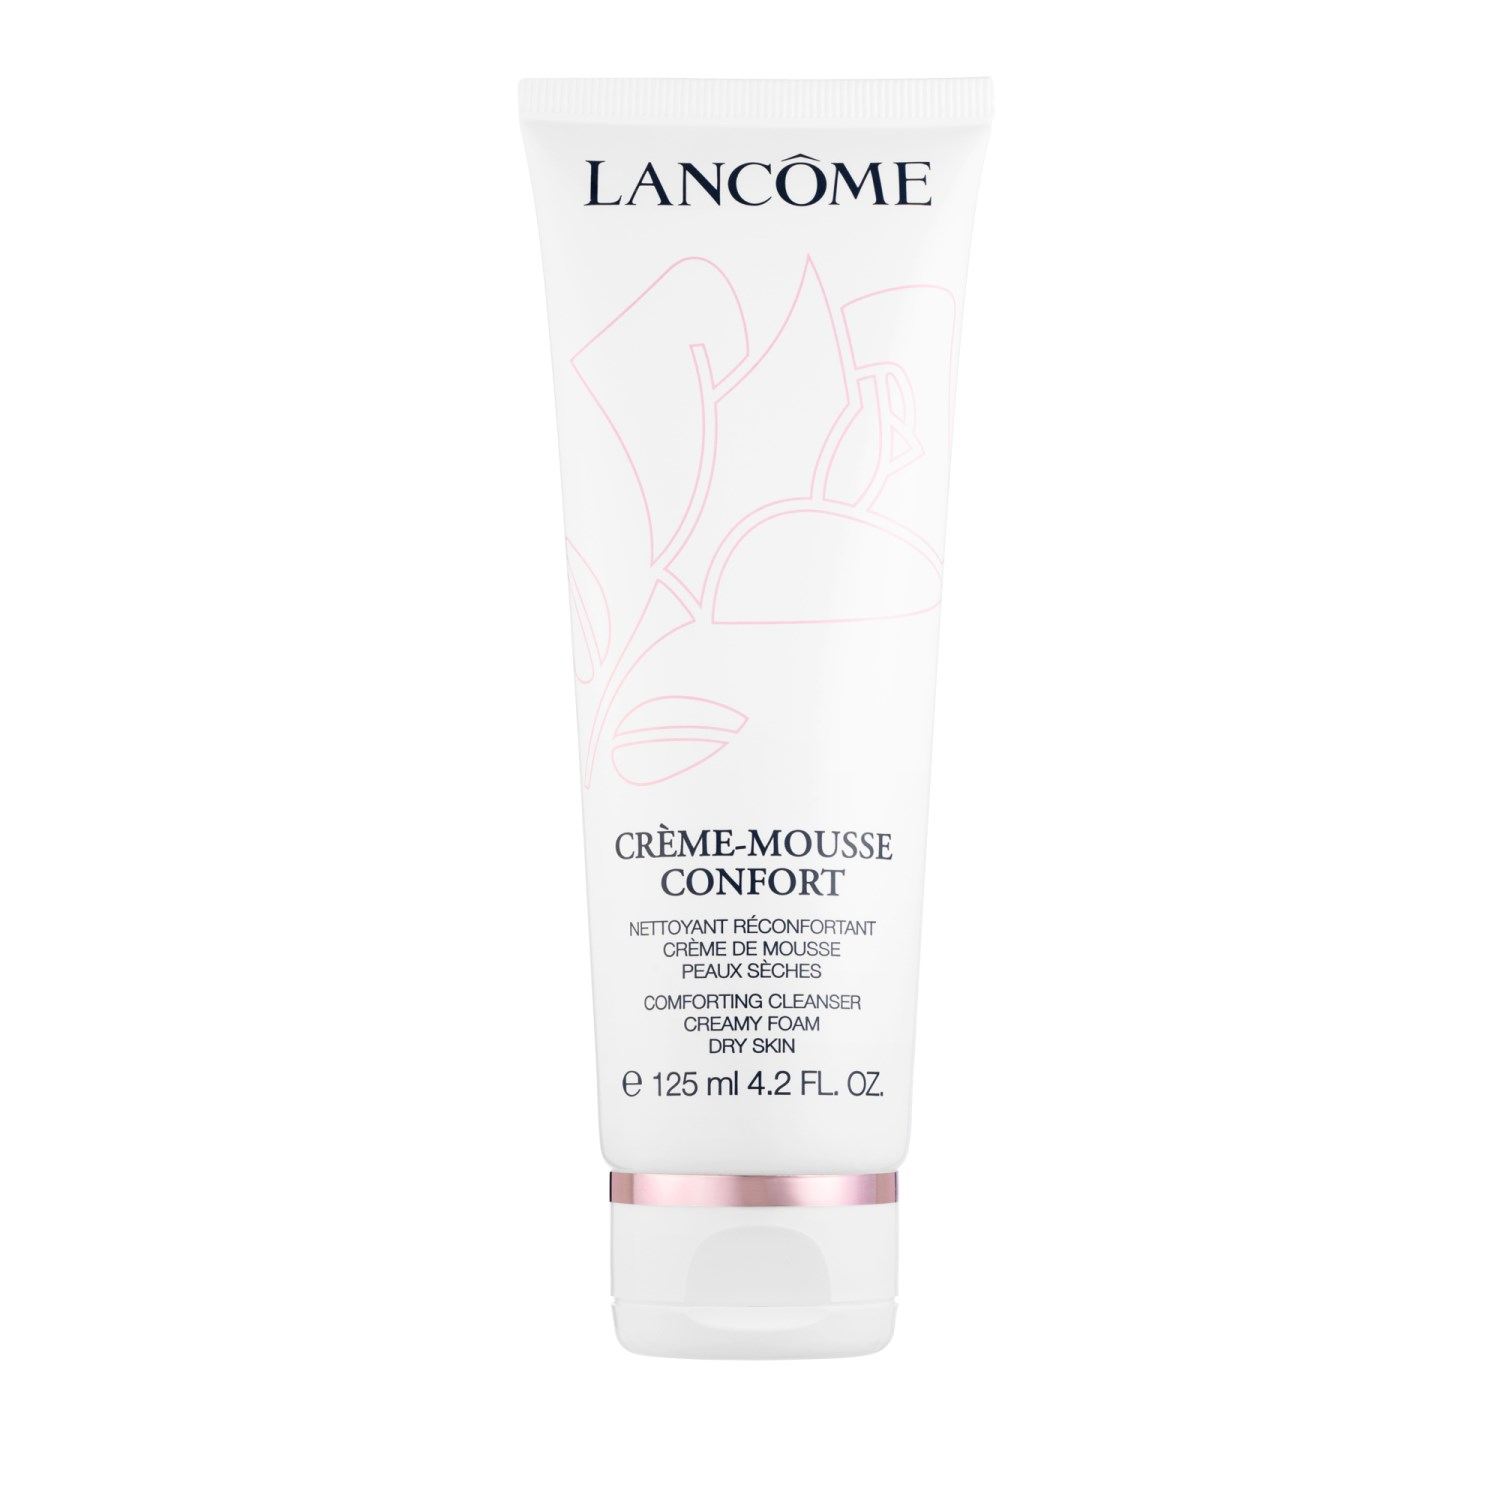 LANCÔME
CRÈME-MOUSSE
CONFORT
NETTOYANT RÉCONFORTANT
CRÈME DE MOUSSE
PEAUX SÈCHES
COMFORTING CLEANSER
CREAMY FOAM
DRY SKIN
℮ 125 ml 4.2 FL. OZ.